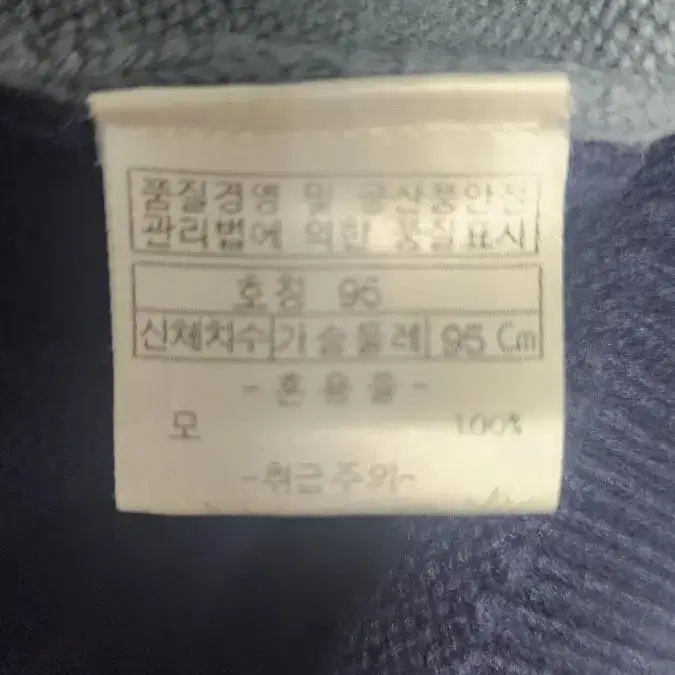 품질경영 및 공산품안전
관리법에 의한 품질표시
호칭 95
신체치수 가슴둘레 95 Cm
-혼용율-
모 100%
-취급주의-